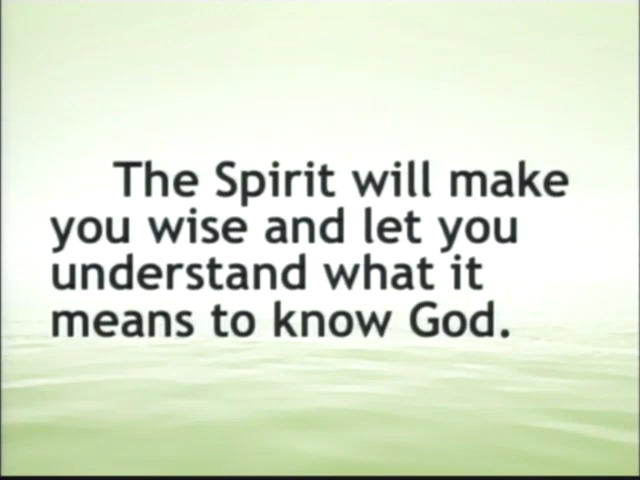 The Spirit will make
you wise and let you
understand what it
means to know God.